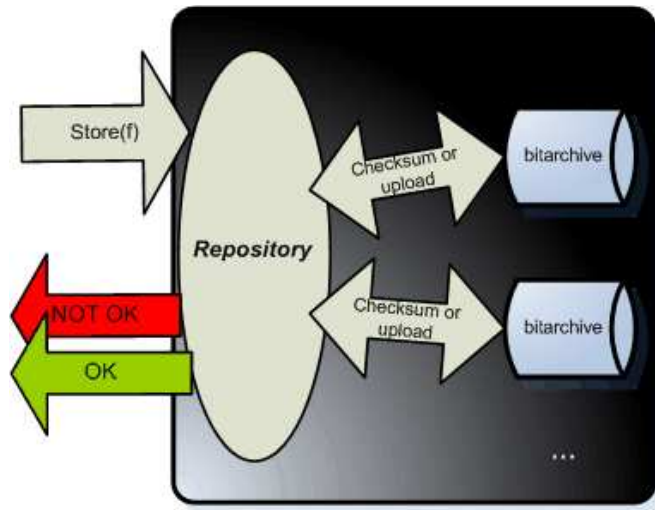 Store(f)
Checksum or
upload
bitarchive
Repository
NOT OK
Checksum or
upload
bitarchive
OK
...